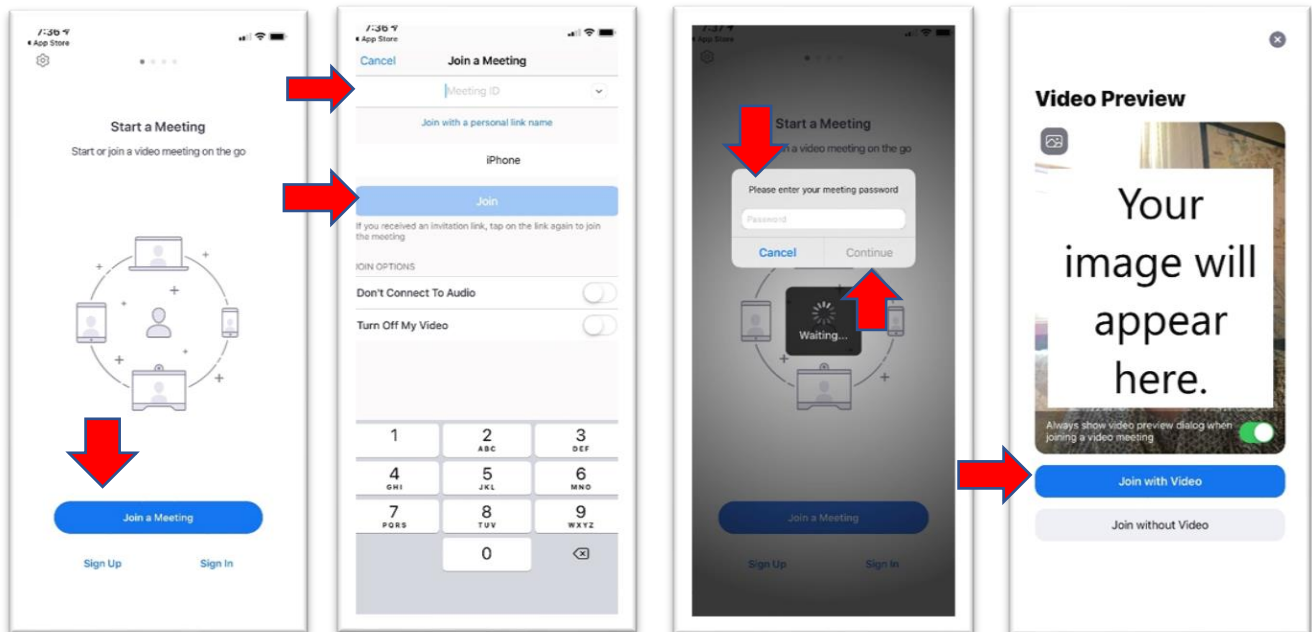 7:36
App Store
Start a Meeting
Start or join a video meeting on the go
Join a Meeting
Sign Up
Sign In
7:36
App Store
Cancel
Join a Meeting
Meeting ID
Join with a personal link name
iPhone
Join
If you received an invitation link, tap on the link again to join
the meeting
JOIN OPTIONS
Don't Connect To Audio
Turn Off My Video
1
2
ABC
3
DEF
4
GHI
5
JKL
6
MNO
7
PQRS
8
TUV
9
WXYZ
0
7:37
App Store
Start a Meeting
a video meeting on the go
Please enter your meeting password
Password
Cancel
Continue
Waiting...
Join a Meeting
Sign Up
Sign In
Video Preview
Your
image will
appear
here.
Always show video preview dialog when
joining a video meeting
Join with Video
Join without Video